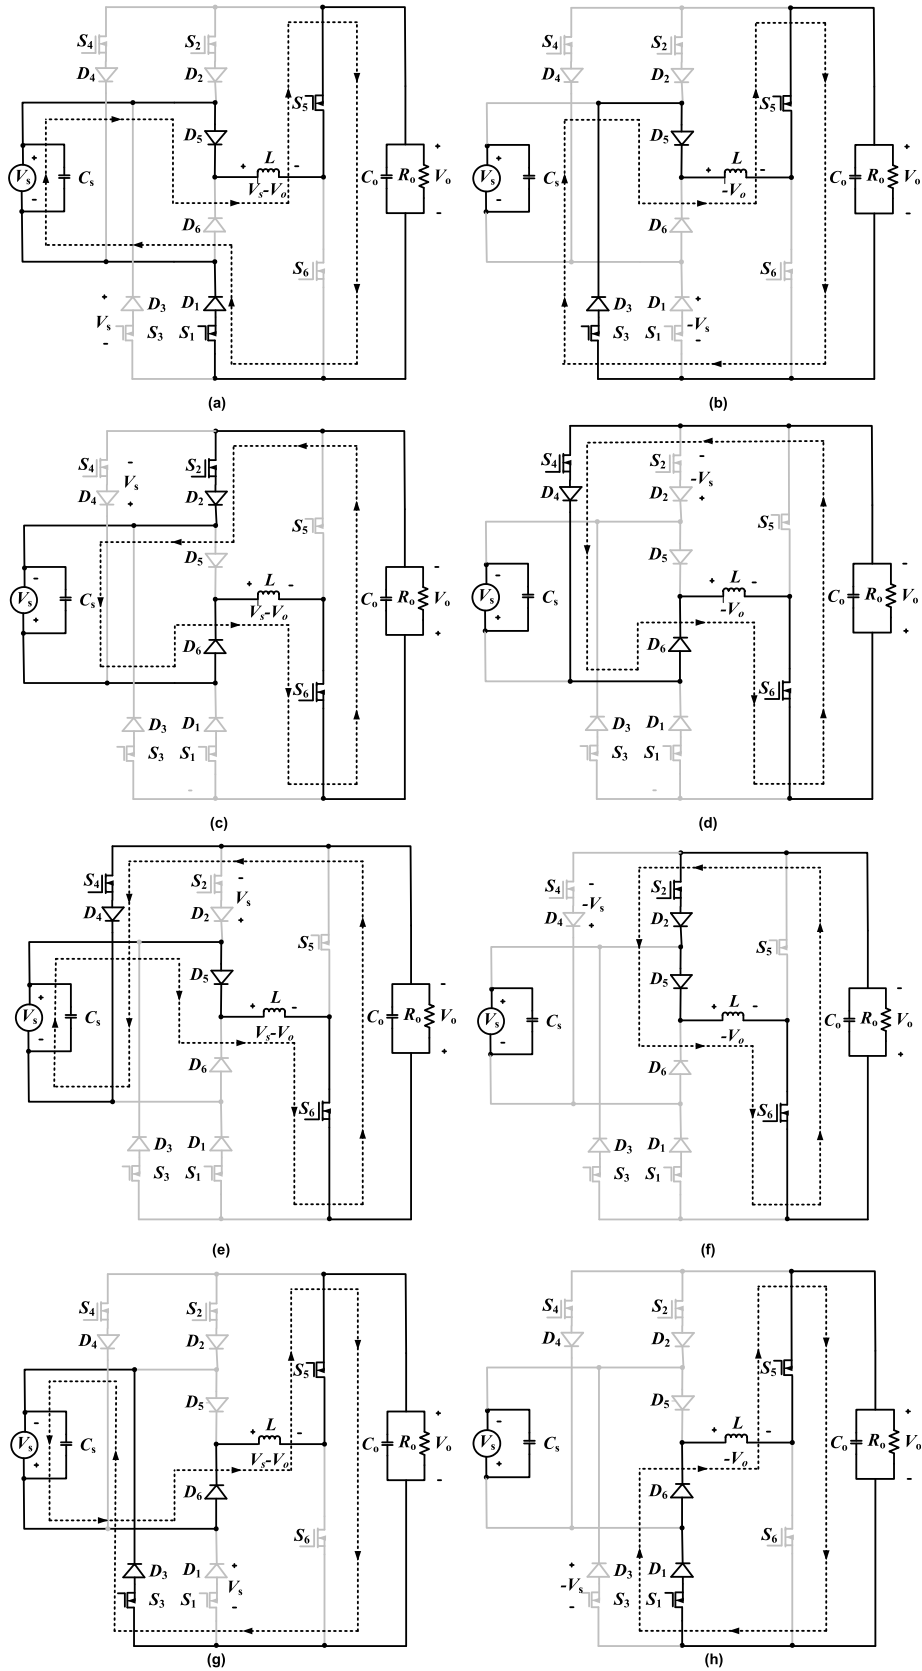 S4 S2
D4 D2
S5
D5
+ L -
+ Vs - Cs
Vs-Vo
Co Ro + Vo -
D6
S6
+ Vs - D3 D1
S3 S1
(a)
S4 S2
D4 D2
S5
D5
+ L -
Vs Cs
-Vo
Co Ro + Vo -
D6
S6
D3 D1 + -Vs -
S3 S1
(b)
S4 - Vs + S2
D4 D2
S5
D5
+ L -
- Vs + Cs
Vs-Vo
Co Ro - Vo +
D6
S6
D3 D1
S3 S1
-
(c)
S4 S2 - -Vs +
D4 D2
S5
D5
+ L -
Vs Cs
-Vo
Co Ro - Vo +
D6
S6
D3 D1
S3 S1
-
(d)
S4 S2 - Vs +
D4 D2
S5
D5
+ L -
+ Vs - Cs
Vs-Vo
Co Ro - Vo +
D6
S6
D3 D1
S3 S1
(e)
S4 - -Vs + S2
D4 D2
S5
D5
+ L -
Vs Cs
-Vo
Co Ro - Vo +
D6
S6
D3 D1
S3 S1
(f)
S4 S2
D4 D2
S5
D5
+ L -
- Vs + Cs
Vs-Vo
Co Ro + Vo -
D6
S6
D3 D1 + Vs -
S3 S1
(g)
S4 S2
D4 D2
S5
D5
+ L -
Vs Cs
-Vo
Co Ro + Vo -
D6
S6
+ -Vs - D3 D1
S3 S1
(h)